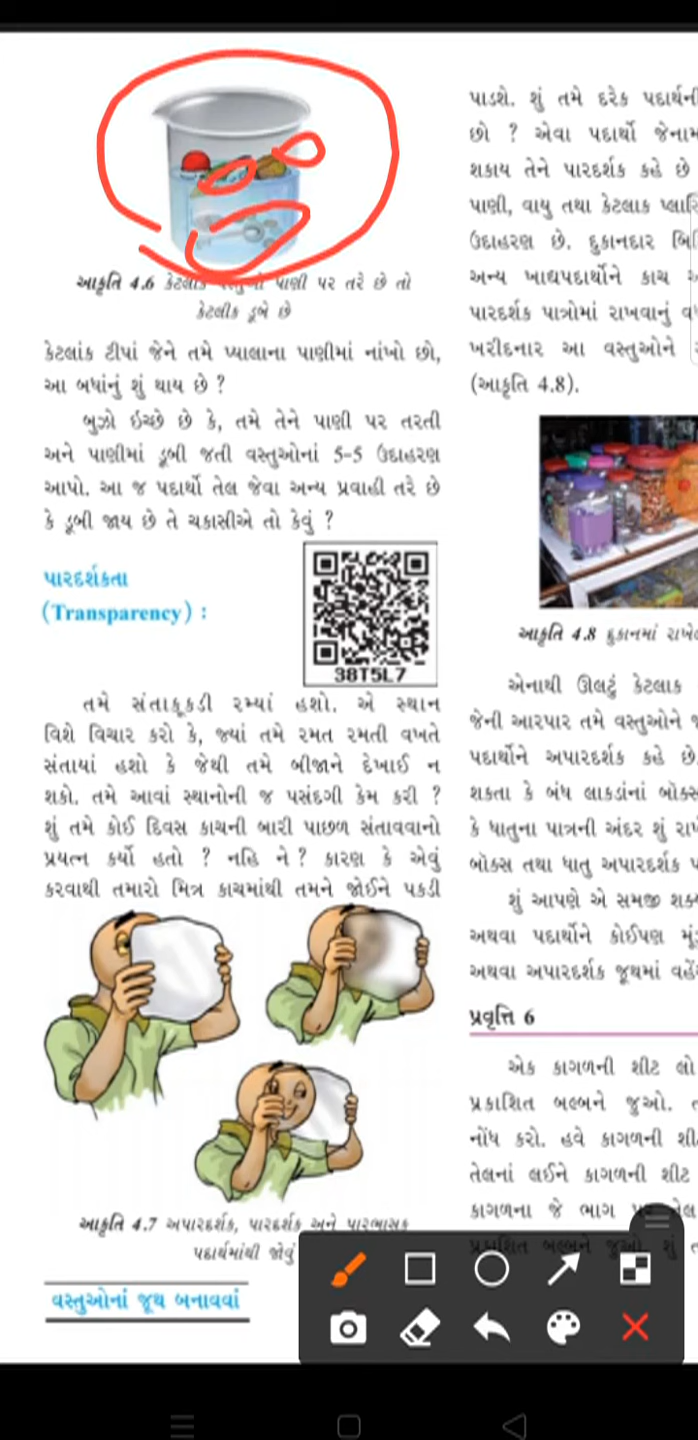 આકૃતિ 4.6 કેટલીક વસ્તુઓ પાણી પર તરે છે તો
કેટલીક ડૂબે છે
કેટલાંક ટીપાં જેને તમે પ્યાલાના પાણીમાં નાંખો છો,
આ બધાંનું શું થાય છે ?
બુઝો ઇચ્છે છે કે, તમે તેને પાણી પર તરતી
અને પાણીમાં ડૂબી જતી વસ્તુઓનાં 5-5 ઉદાહરણ
આપો. આ જ પદાર્થો તેલ જેવા અન્ય પ્રવાહી તરે છે
કે ડૂબી જાય છે તે ચકાસીએ તો કેવું ?
પારદર્શકતા
(Transparency) :
38T5L7
તમે સંતાકૂકડી રમ્યાં હશો. એ સ્થાન
વિશે વિચાર કરો કે, જ્યાં તમે રમત રમતી વખતે
સંતાયાં હશો કે જેથી તમે બીજાને દેખાઈ ન
શકો. તમે આવાં સ્થાનોની જ પસંદગી કેમ કરી ?
શું તમે કોઈ દિવસ કાચની બારી પાછળ સંતાવવાનો
પ્રયત્ન કર્યો હતો ? નહિ ને ? કારણ કે એવું
કરવાથી તમારો મિત્ર કાચમાંથી તમને જોઈને પકડી
આકૃતિ 4.7 અપારદર્શક, પારદર્શક અને પારભાસક
પદાર્થમાંથી જોવું
વસ્તુઓનાં જૂથ બનાવવાં
પાડશે. શું તમે દરેક પદાર્થની
છો ? એવા પદાર્થો જેનામ
શકાય તેને પારદર્શક કહે છે
પાણી, વાયુ તથા કેટલાક
ઉદાહરણ છે. દુકાનદાર
અન્ય ખાદ્યપદાર્થોને કાચ
પારદર્શક પાત્રોમાં રાખવાનું
ખરીદનાર આ વસ્તુઓને
(આકૃતિ 4.8).
આકૃતિ 4.8 દુકાનમાં
એનાથી ઊલટું કેટલાક
જેની આરપાર તમે વસ્તુઓને
પદાર્થોને અપારદર્શક કહે છે.
શકતા કે બંધ લાકડાંનાં
કે ધાતુના પાત્રની અંદર શું
બૉક્સ તથા ધાતુ અપારદર્શક
શું આપણે એ સમજી
અથવા પદાર્થોને કોઈપણ
અથવા અપારદર્શક જૂથમાં
પ્રવૃત્તિ 6
એક કાગળની શીટ લો
પ્રકાશિત બલ્બને જુઓ.
નોંધ કરો. હવે કાગળની
તેલનાં લઈને કાગળની શીટ
કાગળના જે ભાગ પર તેલ
પ્રકાશિત બલ્બને જુઓ. શું